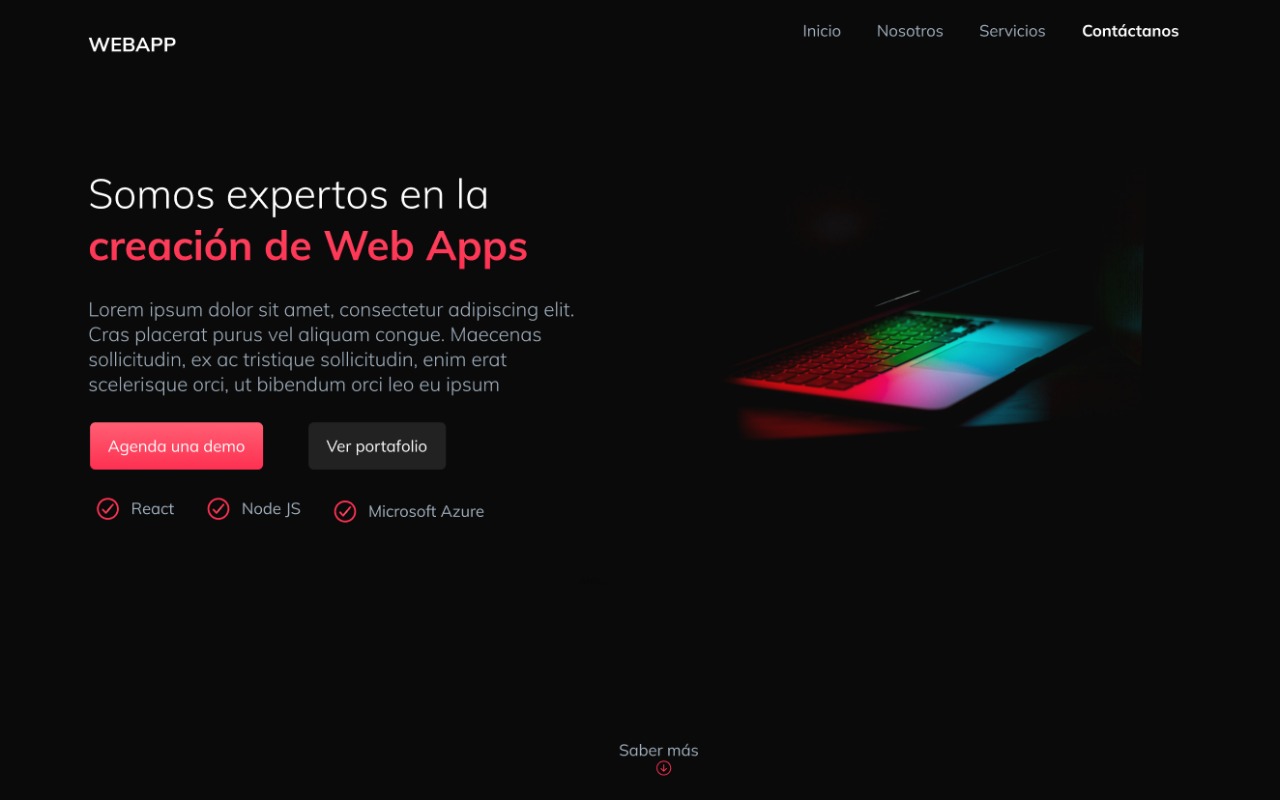 WEBAPP
Inicio Nosotros Servicios Contáctanos
Somos expertos en la
creación de Web Apps
Lorem ipsum dolor sit amet, consectetur adipiscing elit.
Cras placerat purus vel aliquam congue. Maecenas
sollicitudin, ex ac tristique sollicitudin, enim erat
scelerisque orci, ut bibendum orci leo eu ipsum
Agenda una demo Ver portafolio
React Node JS Microsoft Azure
Saber más